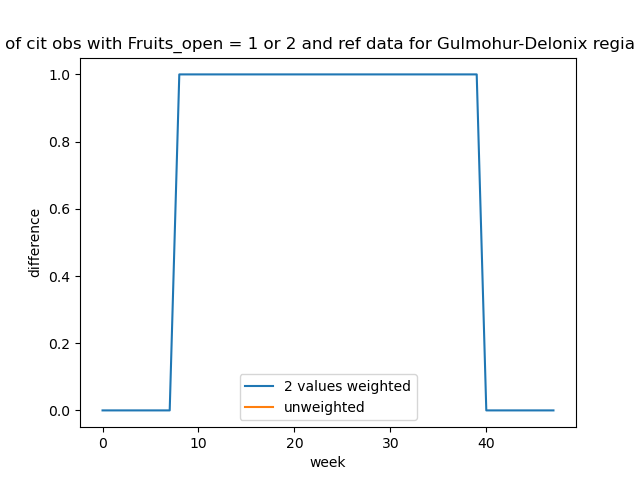 of cit obs with Fruits_open = 1 or 2 and ref data for Gulmohur-Delonix regia
1.0
0.8
0.6
0.4
0.2
0.0
difference
2 values weighted
unweighted
0 10 20 30 40
week